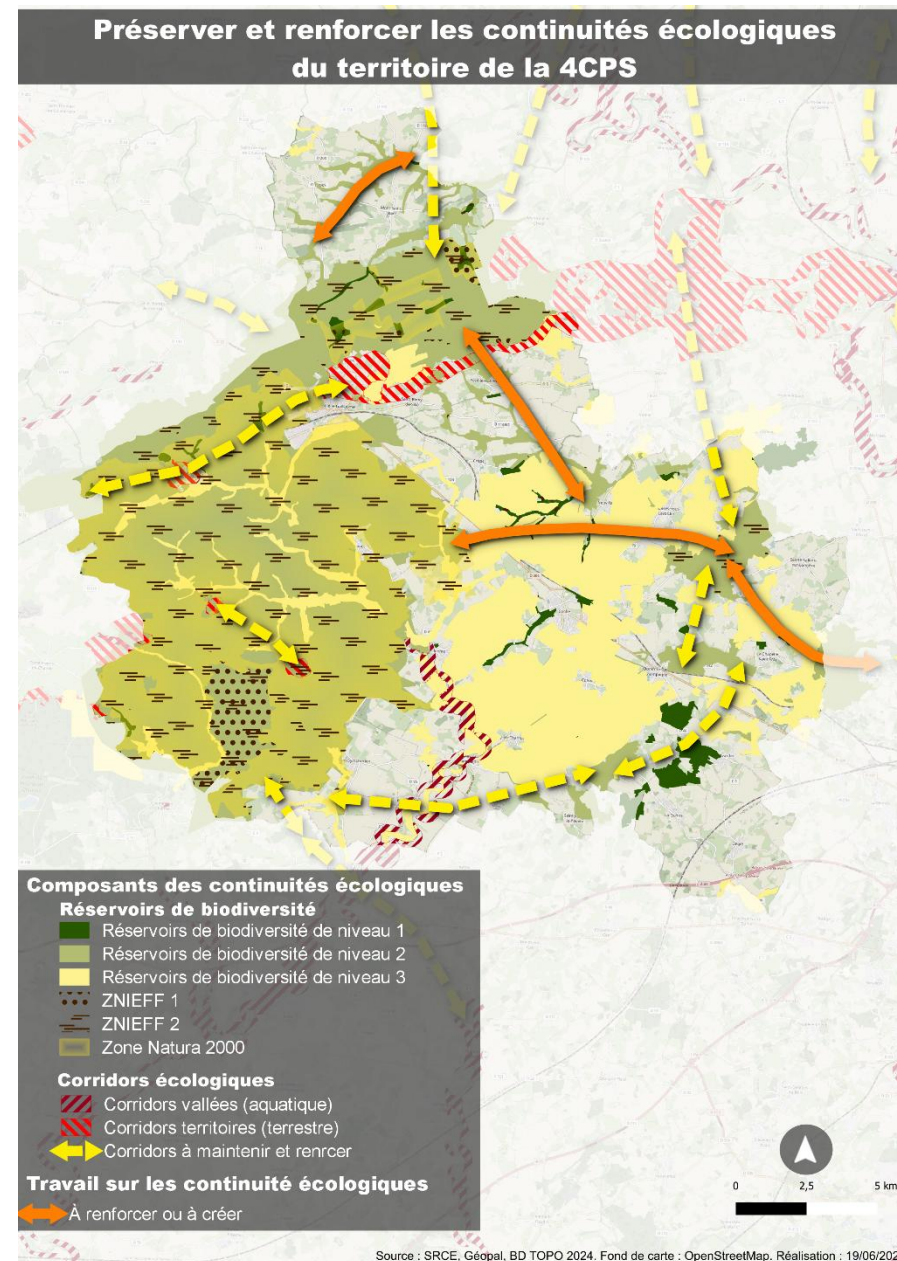 Préserver et renforcer les continuités écologiques
du territoire de la 4CPS
Composants des continuités écologiques
Réservoirs de biodiversité
Réservoirs de biodiversité de niveau 1
Réservoirs de biodiversité de niveau 2
Réservoirs de biodiversité de niveau 3
ZNIEFF 1
ZNIEFF 2
Zone Natura 2000
Corridors écologiques
Corridors vallées (aquatique)
Corridors territoires (terrestre)
Corridors à maintenir et renrcer
Travail sur les continuité écologiques
À renforcer ou à créer
0 2,5 5 km
Source : SRCE, Géopal, BD TOPO 2024. Fond de carte : OpenStreetMap. Réalisation : 19/06/202